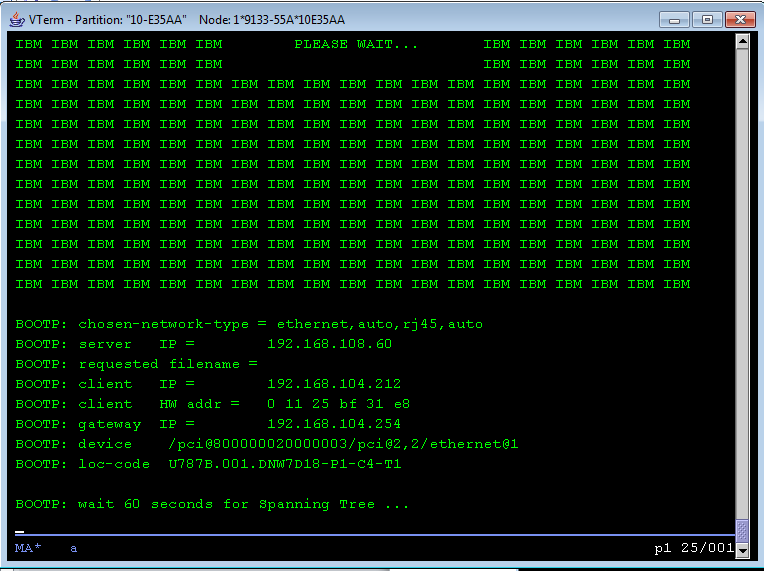 VTerm - Partition: "10-E35AA"   Node: 1*9133-55A*10E35AA
IBM IBM IBM IBM IBM IBM        PLEASE WAIT...       IBM IBM IBM IBM IBM IBM
IBM IBM IBM IBM IBM IBM                             IBM IBM IBM IBM IBM IBM
IBM IBM IBM IBM IBM IBM IBM IBM IBM IBM IBM IBM IBM IBM IBM IBM IBM IBM IBM
IBM IBM IBM IBM IBM IBM IBM IBM IBM IBM IBM IBM IBM IBM IBM IBM IBM IBM IBM
IBM IBM IBM IBM IBM IBM IBM IBM IBM IBM IBM IBM IBM IBM IBM IBM IBM IBM IBM
IBM IBM IBM IBM IBM IBM IBM IBM IBM IBM IBM IBM IBM IBM IBM IBM IBM IBM IBM
IBM IBM IBM IBM IBM IBM IBM IBM IBM IBM IBM IBM IBM IBM IBM IBM IBM IBM IBM
IBM IBM IBM IBM IBM IBM IBM IBM IBM IBM IBM IBM IBM IBM IBM IBM IBM IBM IBM
IBM IBM IBM IBM IBM IBM IBM IBM IBM IBM IBM IBM IBM IBM IBM IBM IBM IBM IBM
IBM IBM IBM IBM IBM IBM IBM IBM IBM IBM IBM IBM IBM IBM IBM IBM IBM IBM IBM
IBM IBM IBM IBM IBM IBM IBM IBM IBM IBM IBM IBM IBM IBM IBM IBM IBM IBM IBM
IBM IBM IBM IBM IBM IBM IBM IBM IBM IBM IBM IBM IBM IBM IBM IBM IBM IBM IBM
IBM IBM IBM IBM IBM IBM IBM IBM IBM IBM IBM IBM IBM IBM IBM IBM IBM IBM IBM
BOOTP: chosen-network-type = ethernet,auto,rj45,auto
BOOTP: server   IP =        192.168.108.60
BOOTP: requested filename =
BOOTP: client   IP =        192.168.104.212
BOOTP: client   HW addr =   0 11 25 bf 31 e8
BOOTP: gateway  IP =        192.168.104.254
BOOTP: device    /pci@800000020000003/pci@2,2/ethernet@1
BOOTP: loc-code  U787B.001.DNW7D18-P1-C4-T1
BOOTP: wait 60 seconds for Spanning Tree ...
MA*   a   p1 25/001